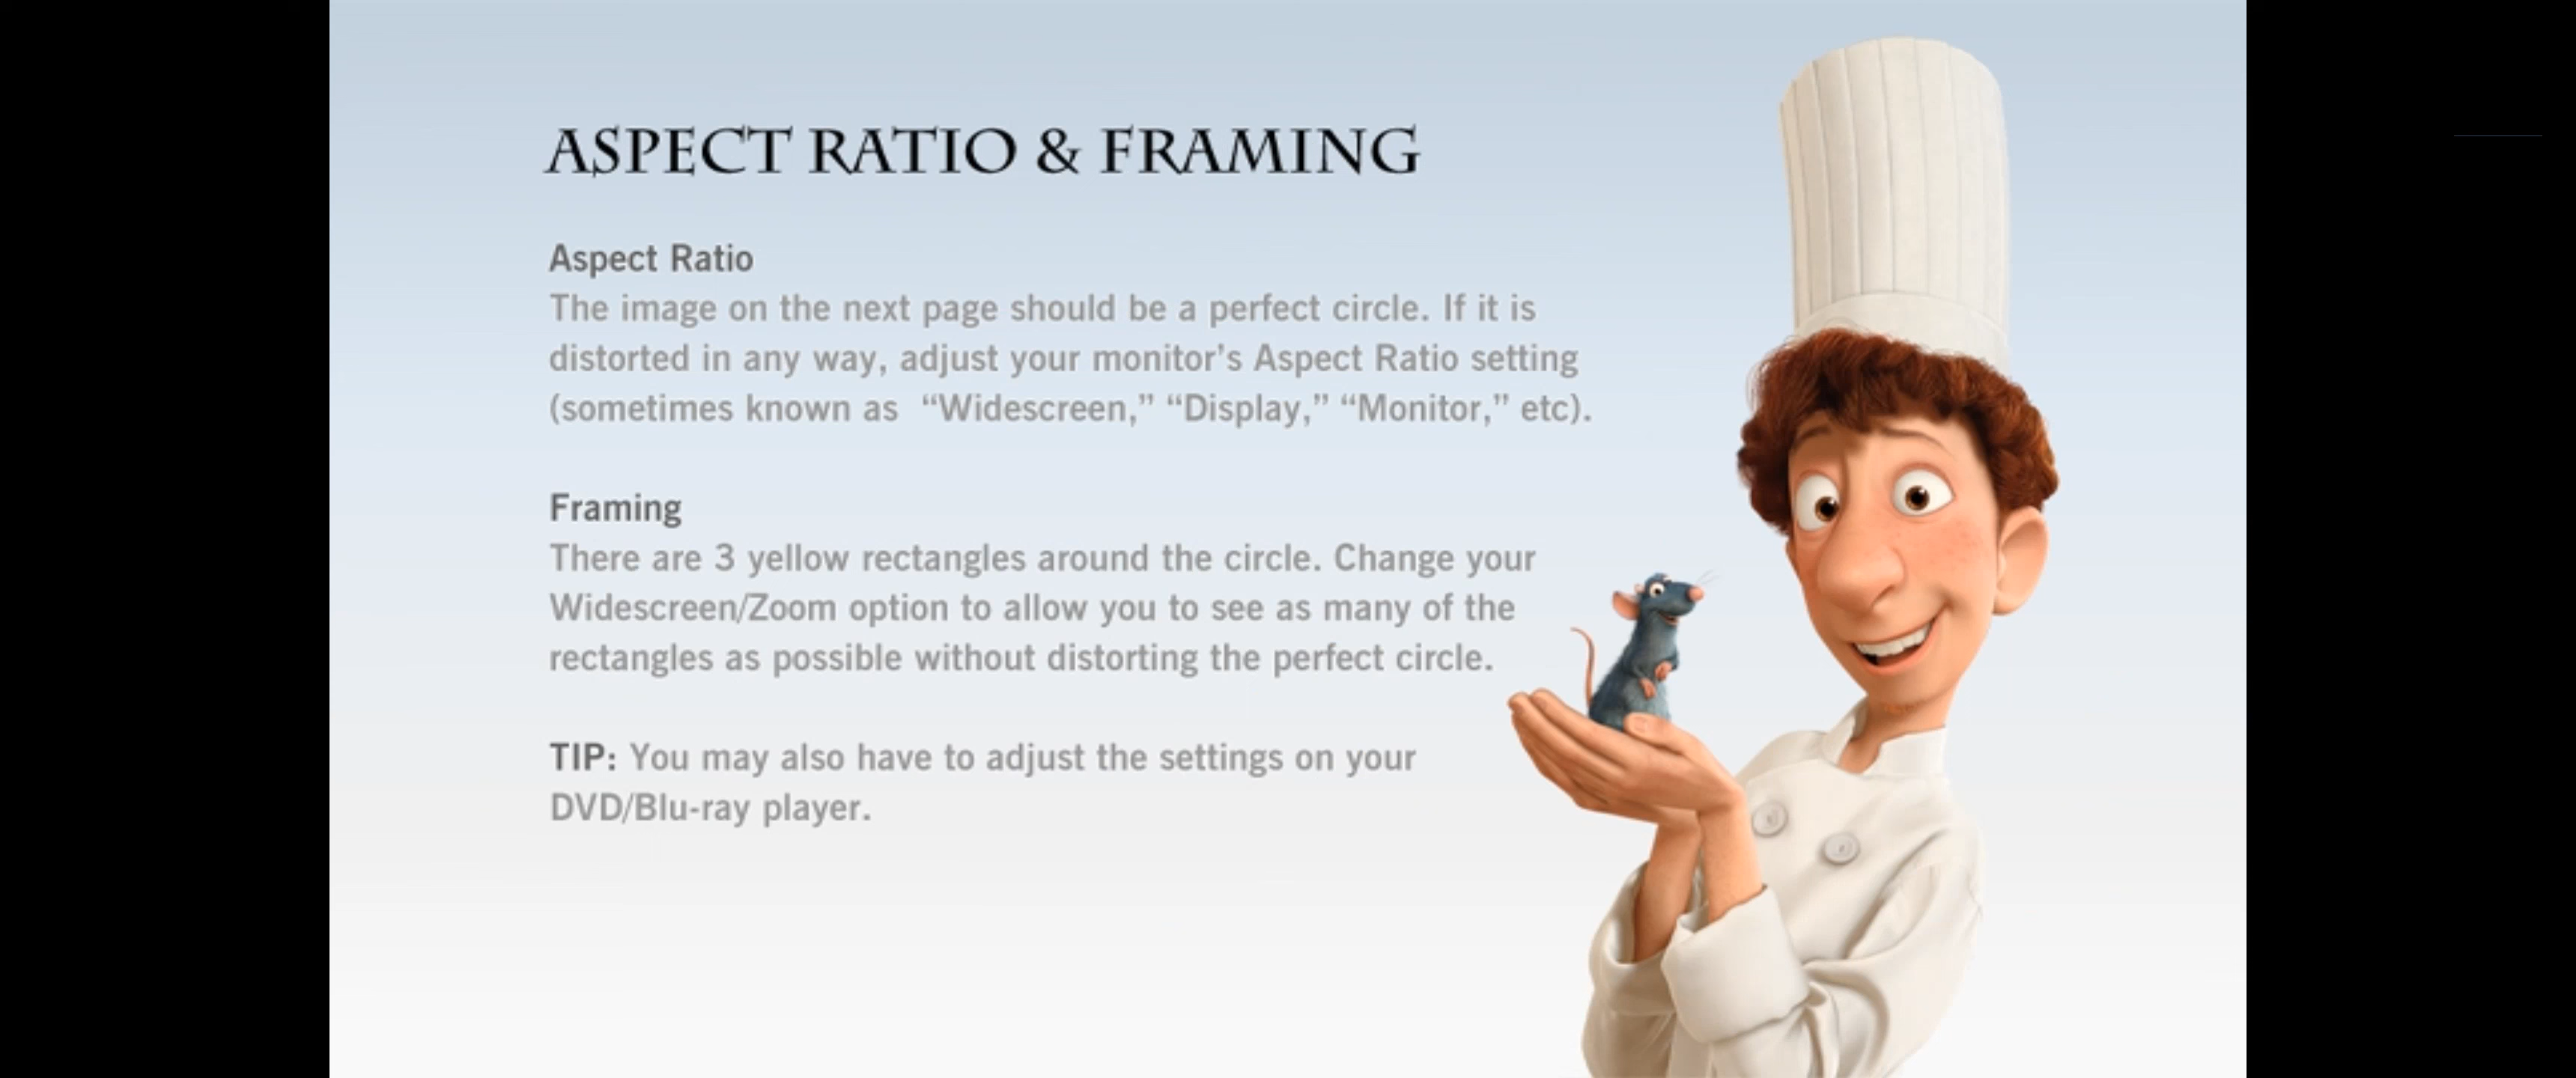 ASPECT RATIO & FRAMING
Aspect Ratio
The image on the next page should be a perfect circle. If it is
distorted in any way, adjust your monitor’s Aspect Ratio setting
(sometimes known as  “Widescreen,” “Display,” “Monitor,” etc).
Framing
There are 3 yellow rectangles around the circle. Change your
Widescreen/Zoom option to allow you to see as many of the
rectangles as possible without distorting the perfect circle.
TIP: You may also have to adjust the settings on your
DVD/Blu-ray player.